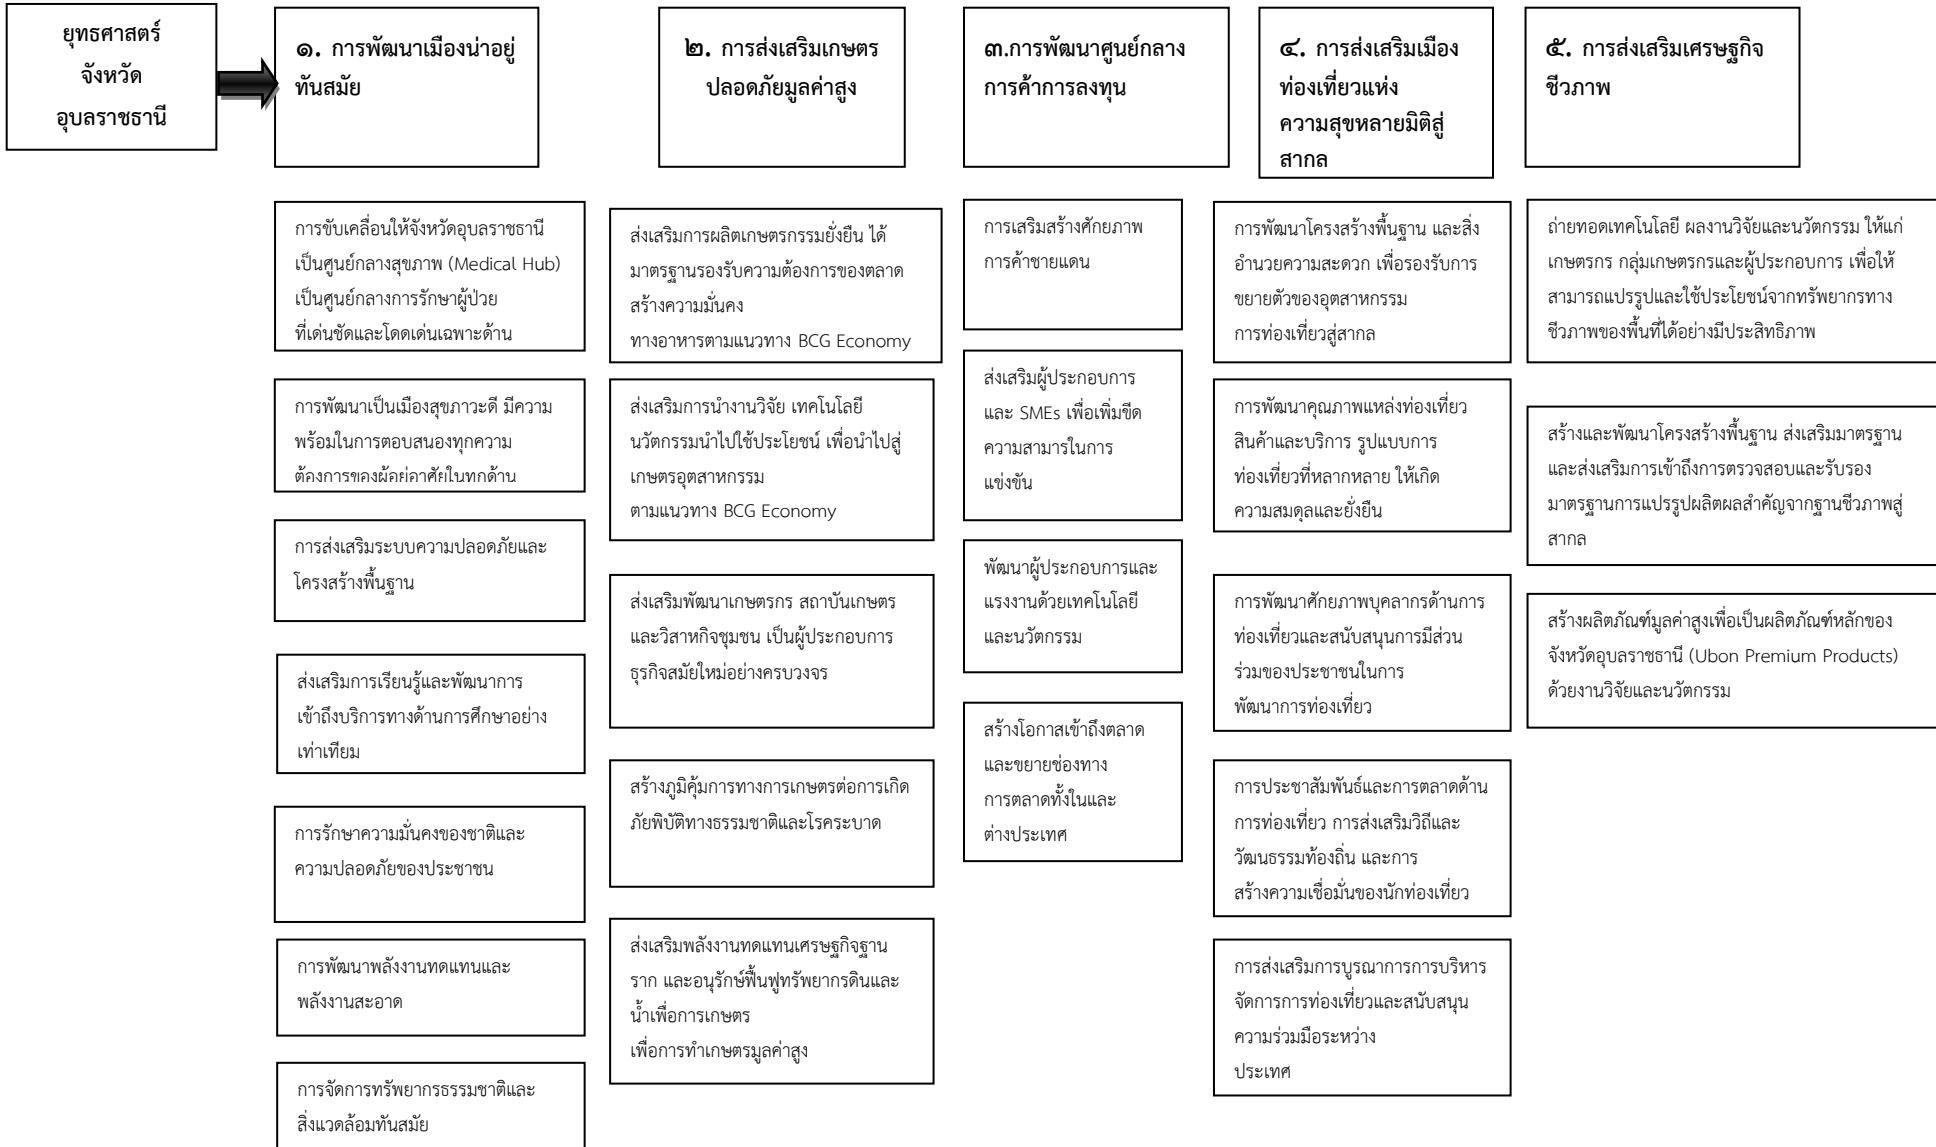 ยุทธศาสตร์
จังหวัด
อุบลราชธานี
๑. การพัฒนาเมืองน่าอยู่
ทันสมัย
๒. การส่งเสริมเกษตร
ปลอดภัยมูลค่าสูง
๓.การพัฒนาศูนย์กลาง
การค้าการลงทุน
๔. การส่งเสริมเมือง
ท่องเที่ยวแห่ง
ความสุขหลายมิติสู่
สากล
๕. การส่งเสริมเศรษฐกิจ
ชีวภาพ
การขับเคลื่อนให้จังหวัดอุบลราชธานี
เป็นศูนย์กลางสุขภาพ (Medical Hub)
เป็นศูนย์กลางการรักษาผู้ป่วย
ที่เด่นชัดและโดดเด่นเฉพาะด้าน
การพัฒนาเป็นเมืองสุขภาวะดี มีความ
พร้อมในการตอบสนองทุกความ
ต้องการของผู้อยู่อาศัยในทุกด้าน
การส่งเสริมระบบความปลอดภัยและ
โครงสร้างพื้นฐาน
ส่งเสริมการเรียนรู้และพัฒนาการ
เข้าถึงบริการทางด้านการศึกษาอย่าง
เท่าเทียม
การรักษาความมั่นคงของชาติและ
ความปลอดภัยของประชาชน
การพัฒนาพลังงานทดแทนและ
พลังงานสะอาด
การจัดการทรัพยากรธรรมชาติและ
สิ่งแวดล้อมทันสมัย
ส่งเสริมการผลิตเกษตรกรรมยั่งยืน ได้
มาตรฐานรองรับความต้องการของตลาด
สร้างความมั่นคง
ทางอาหารตามแนวทาง BCG Economy
ส่งเสริมการนำงานวิจัย เทคโนโลยี
นวัตกรรมนำไปใช้ประโยชน์ เพื่อนำไปสู่
เกษตรอุตสาหกรรม
ตามแนวทาง BCG Economy
ส่งเสริมพัฒนาเกษตรกร สถาบันเกษตร
และวิสาหกิจชุมชน เป็นผู้ประกอบการ
ธุรกิจสมัยใหม่อย่างครบวงจร
สร้างภูมิคุ้มการทางการเกษตรต่อการเกิด
ภัยพิบัติทางธรรมชาติและโรคระบาด
ส่งเสริมพลังงานทดแทนเศรษฐกิจฐาน
ราก และอนุรักษ์ฟื้นฟูทรัพยากรดินและ
น้ำเพื่อการเกษตร
เพื่อการทำเกษตรมูลค่าสูง
การเสริมสร้างศักยภาพ
การค้าชายแดน
ส่งเสริมผู้ประกอบการ
และ SMEs เพื่อเพิ่มขีด
ความสามารในการ
แข่งขัน
พัฒนาผู้ประกอบการและ
แรงงานด้วยเทคโนโลยี
และนวัตกรรม
สร้างโอกาสเข้าถึงตลาด
และขยายช่องทาง
การตลาดทั้งในและ
ต่างประเทศ
การพัฒนาโครงสร้างพื้นฐาน และสิ่ง
อำนวยความสะดวก เพื่อรองรับการ
ขยายตัวของอุตสาหกรรม
การท่องเที่ยวสู่สากล
การพัฒนาคุณภาพแหล่งท่องเที่ยว
สินค้าและบริการ รูปแบบการ
ท่องเที่ยวที่หลากหลาย ให้เกิด
ความสมดุลและยั่งยืน
การพัฒนาศักยภาพบุคลากรด้านการ
ท่องเที่ยวและสนับสนุนการมีส่วน
ร่วมของประชาชนในการ
พัฒนาการท่องเที่ยว
การประชาสัมพันธ์และการตลาดด้าน
การท่องเที่ยว การส่งเสริมวิถีและ
วัฒนธรรมท้องถิ่น และการ
สร้างความเชื่อมั่นของนักท่องเที่ยว
การส่งเสริมการบูรณาการการบริหาร
จัดการการท่องเที่ยวและสนับสนุน
ความร่วมมือระหว่าง
ประเทศ
ถ่ายทอดเทคโนโลยี ผลงานวิจัยและนวัตกรรม ให้แก่
เกษตรกร กลุ่มเกษตรกรและผู้ประกอบการ เพื่อให้
สามารถแปรรูปและใช้ประโยชน์จากทรัพยากรทาง
ชีวภาพของพื้นที่ได้อย่างมีประสิทธิภาพ
สร้างและพัฒนาโครงสร้างพื้นฐาน ส่งเสริมมาตรฐาน
และส่งเสริมการเข้าถึงการตรวจสอบและรับรอง
มาตรฐานการแปรรูปผลิตผลสำคัญจากฐานชีวภาพสู่
สากล
สร้างผลิตภัณฑ์มูลค่าสูงเพื่อเป็นผลิตภัณฑ์หลักของ
จังหวัดอุบลราชธานี (Ubon Premium Products)
ด้วยงานวิจัยและนวัตกรรม